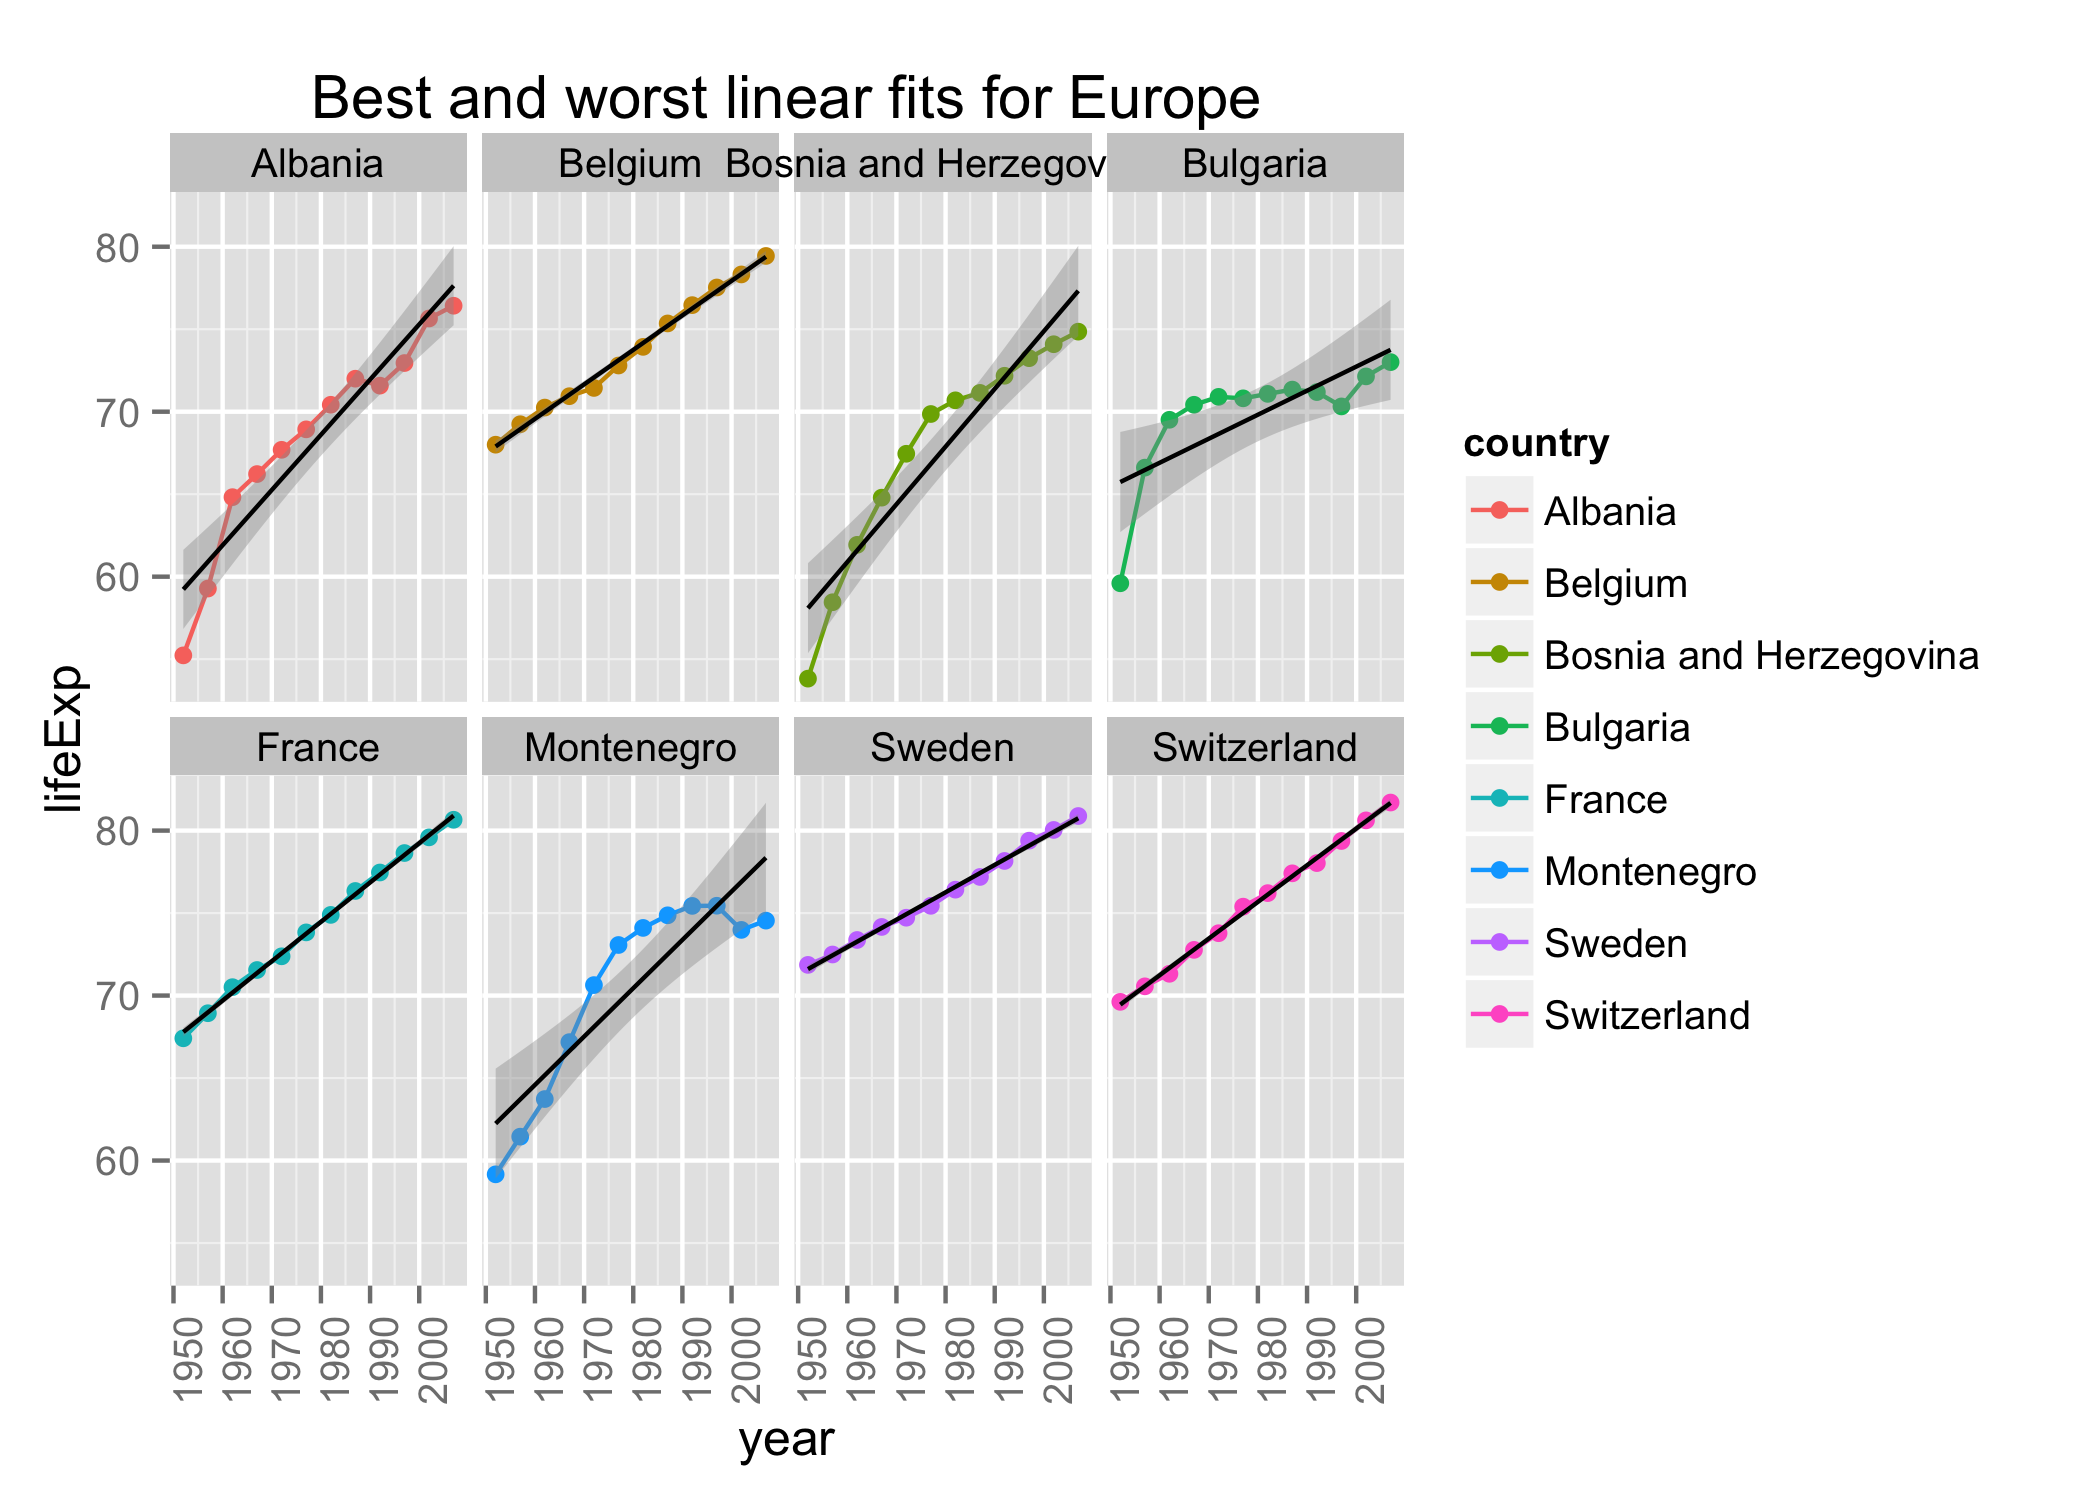 Best and worst linear fits for Europe
Albania
Belgium
Bosnia and Herzegov
Bulgaria
80
70
60
France
Montenegro
Sweden
Switzerland
80
70
60
lifeExp
1950 1960 1970 1980 1990 2000
1950 1960 1970 1980 1990 2000
1950 1960 1970 1980 1990 2000
1950 1960 1970 1980 1990 2000
year
country
Albania
Belgium
Bosnia and Herzegovina
Bulgaria
France
Montenegro
Sweden
Switzerland